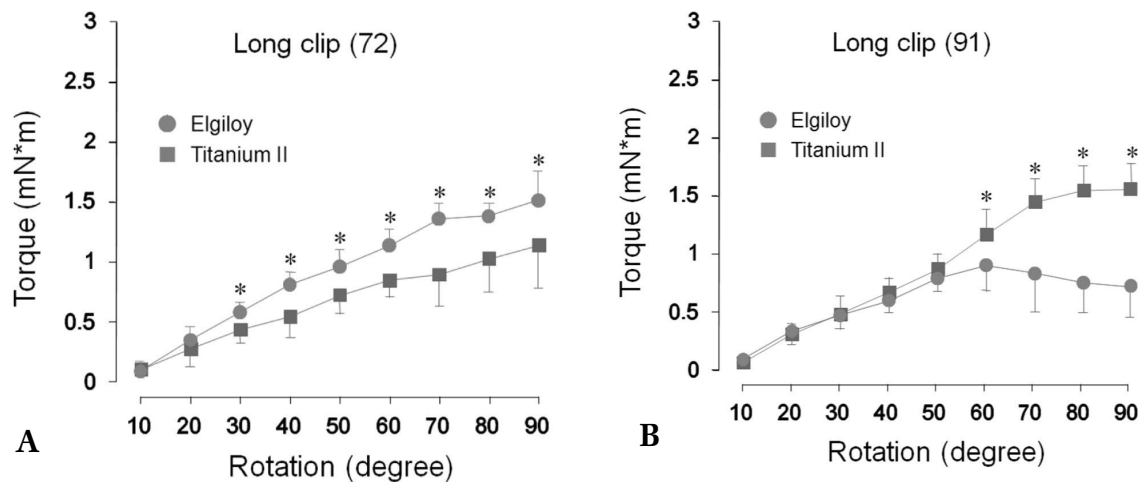 Long clip (72)
Elgiloy
Titanium II
Torque (mN*m)
3
2.5
2
1.5
1
0.5
0
* * * * * * *
10 20 30 40 50 60 70 80 90
Rotation (degree)
A
Long clip (91)
Elgiloy
Titanium II
Torque (mN*m)
3
2.5
2
1.5
1
0.5
0
* * * *
10 20 30 40 50 60 70 80 90
Rotation (degree)
B